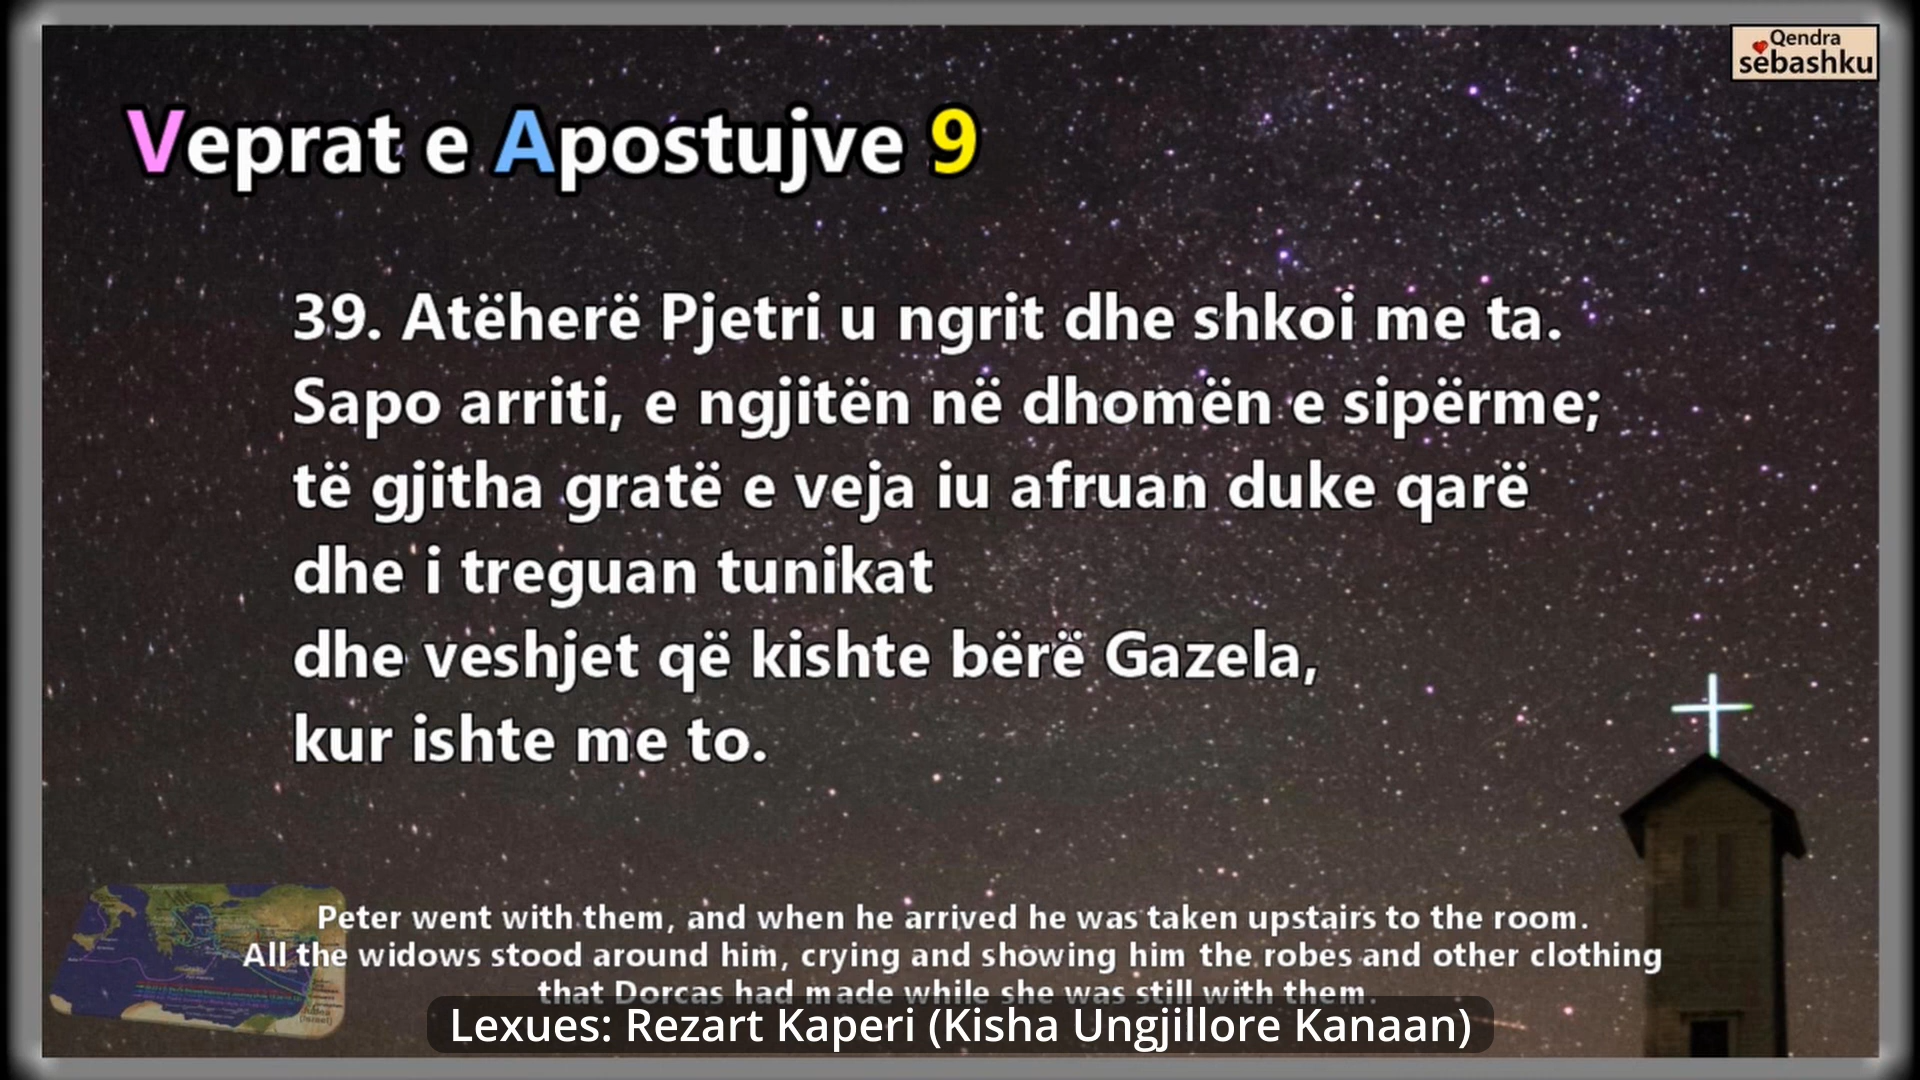 Qendra
sëbashku
Veprat e Apostujve 9
39. Atëherë Pjetri u ngrit dhe shkoi me ta.
Sapo arriti, e ngjitën në dhomën e sipërme;
të gjitha gratë e veja iu afruan duke qarë
dhe i treguan tunikat
dhe veshjet që kishte bërë Gazela,
kur ishte me to.
Peter went with them, and when he arrived he was taken upstairs to the room.
All the widows stood around him, crying and showing him the robes and other clothing
that Dorcas had made while she was still with them.
Lexues: Rezart Kaperi (Kisha Ungjillore Kanaan)